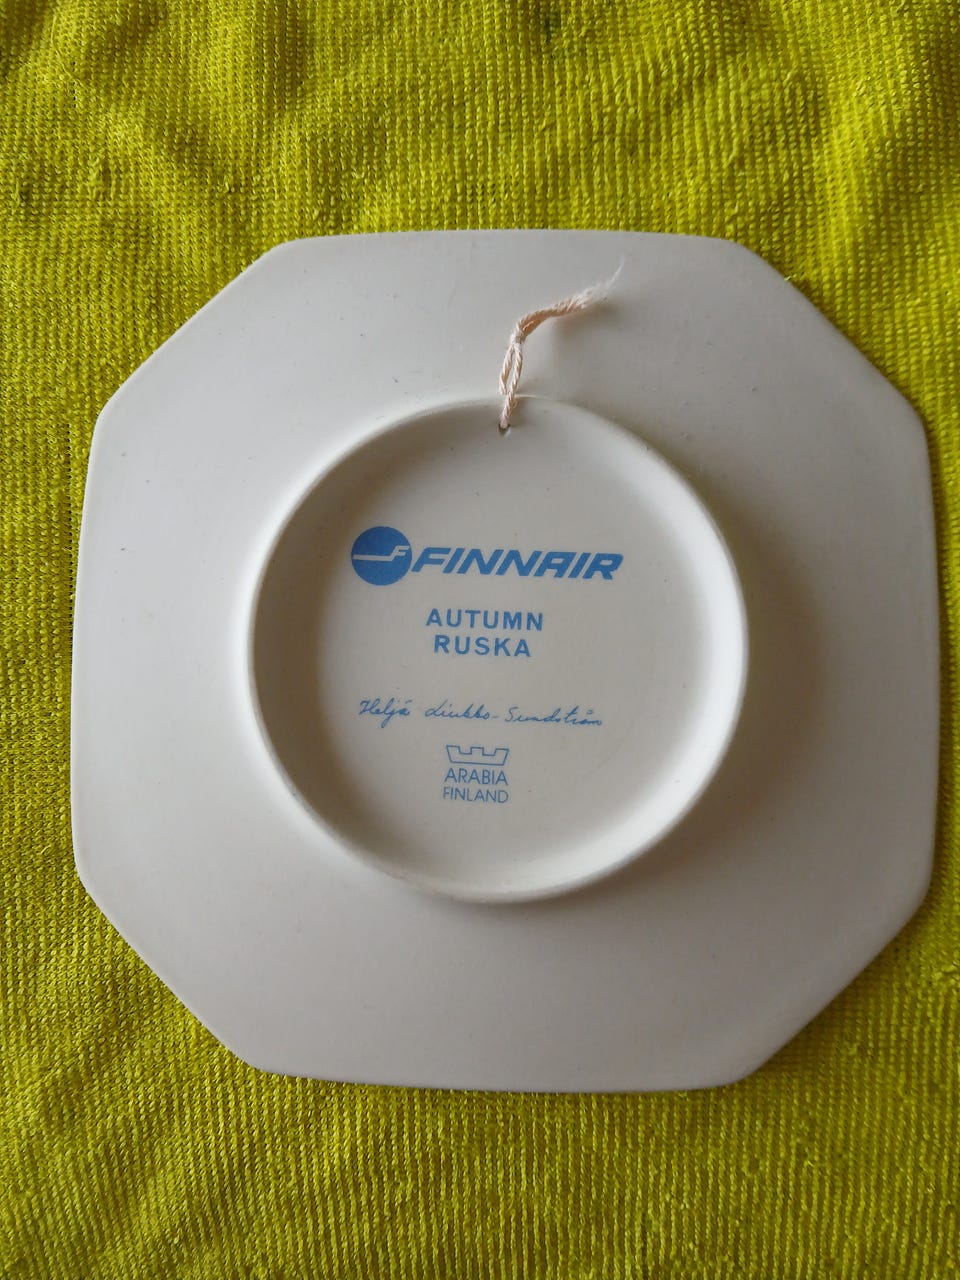 F FINNAIR
AUTUMN
RUSKA
Heljä Liukko-Sundström
ARABIA
FINLAND